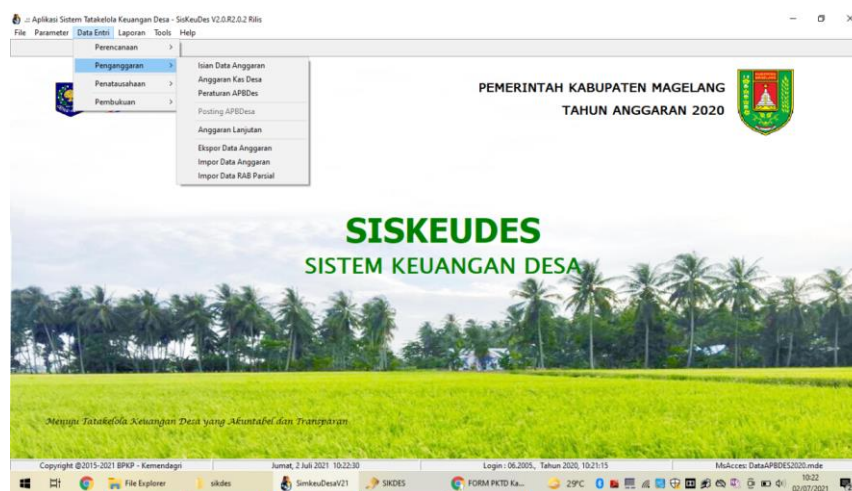 .:: Aplikasi Sistem Tatakelola Keuangan Desa - SisKeuDes V2.0.R2.0.2 Rilis
File Parameter Data Entri Laporan Tools Help
Perencanaan >
Penganggaran >
Penatausahaan >
Pembukuan >
Isian Data Anggaran
Anggaran Kas Desa
Peraturan APBDes
Posting APBDesa
Anggaran Lanjutan
Ekspor Data Anggaran
Impor Data Anggaran
Impor Data RAB Parsial
PEMERINTAH KABUPATEN MAGELANG
TAHUN ANGGARAN 2020
SISKEUDES
SISTEM KEUANGAN DESA
Menuju Tatakelola Keuangan Desa yang Akuntabel dan Transparan
Copyright @2015-2021 BPKP - Kemendagri Jumat, 2 Juli 2021 10:22:30 Login : 06.2005., Tahun 2020, 10:21:15 MsAcces: DataAPBDES2020.mde
File Explorer sikdes SimkeuDesaV21 SIKDES FORM PKTD Ka... 29°C 10:22
02/07/2021